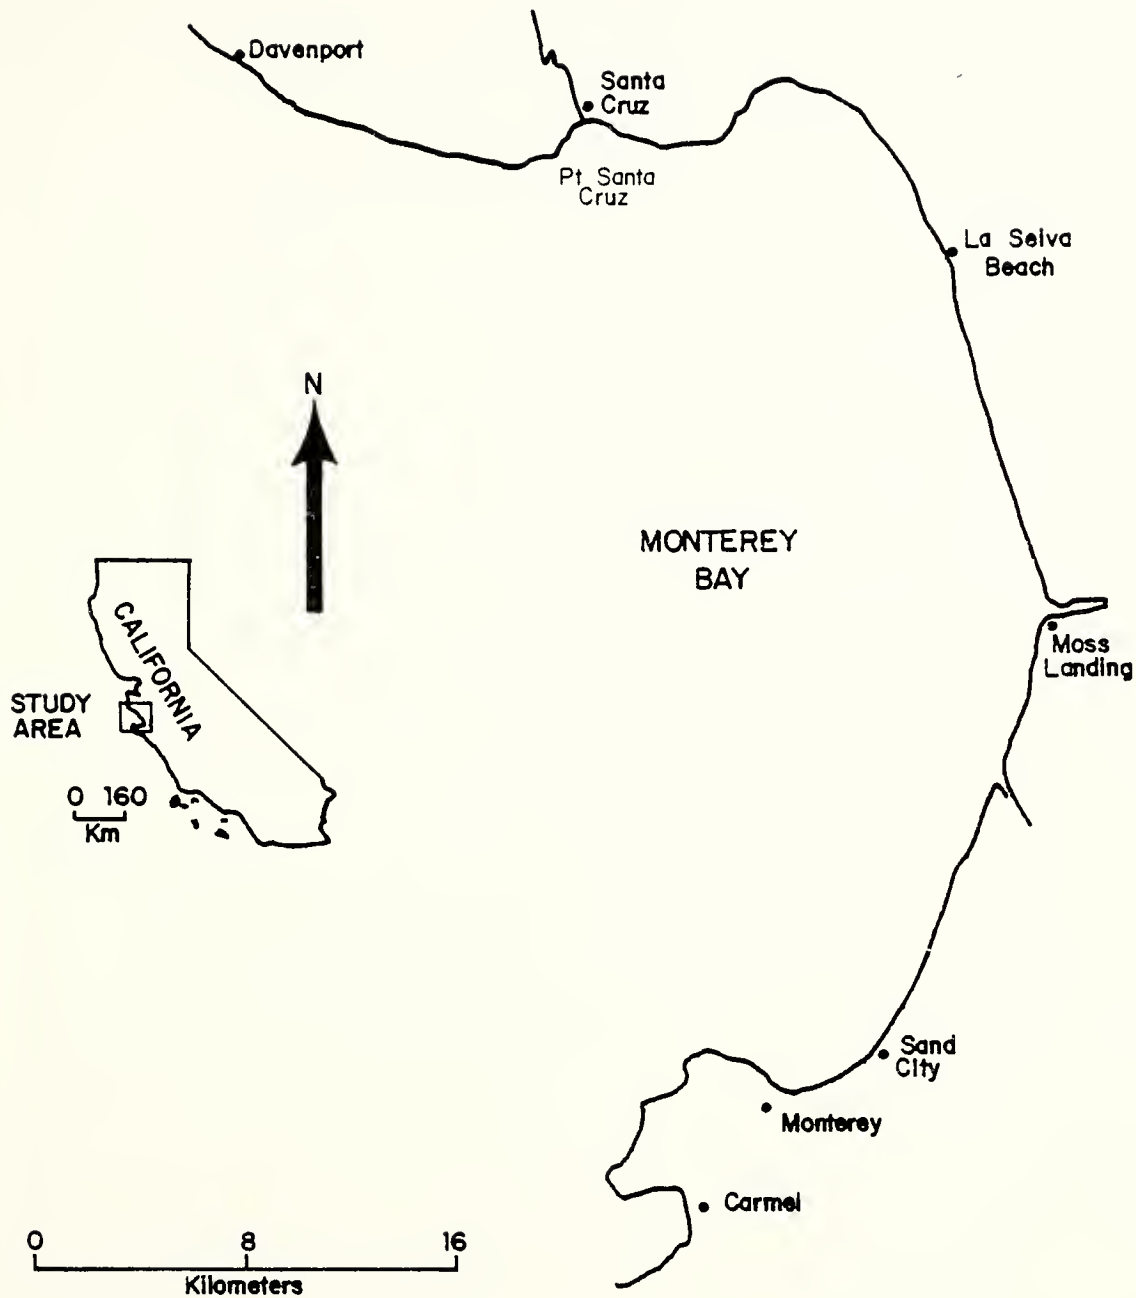 Davenport
Santa
Cruz
Pt Santa
Cruz
La Selva
Beach
N
MONTEREY
BAY
CALIFORNIA
Moss
Landing
STUDY
AREA
0 160
Km
Sand
City
Monterey
Carmel
0 8 16
Kilometers